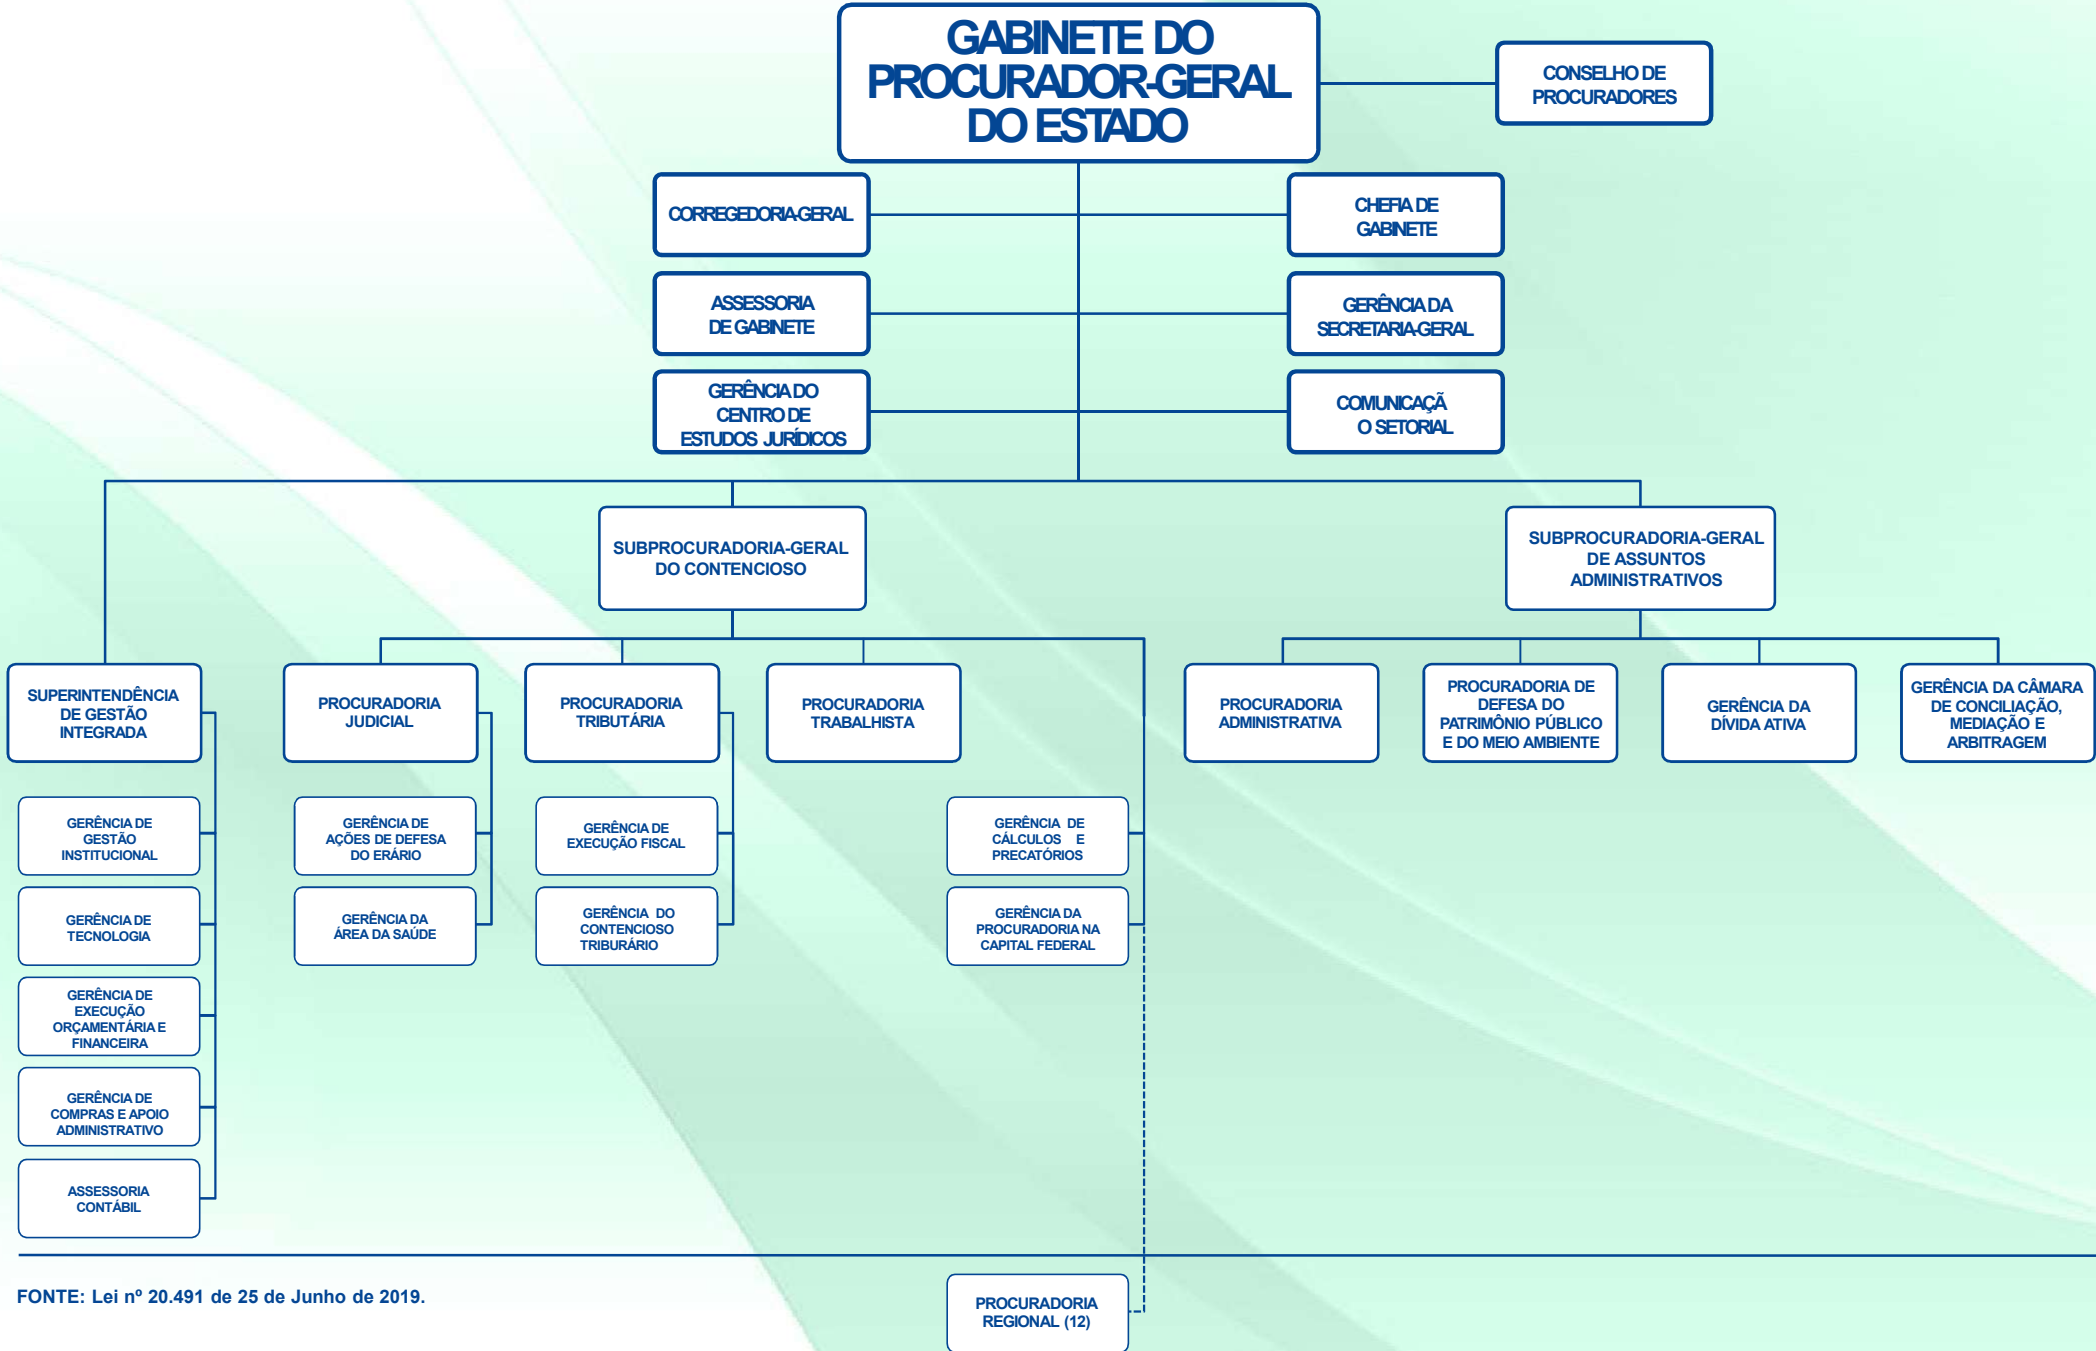 GABINETE DO
PROCURADOR-GERAL
DO ESTADO
CONSELHO DE
PROCURADORES
CORREGEDORIA-GERAL
CHEFIA DE
GABINETE
ASSESSORIA
DE GABINETE
GERÊNCIA DA
SECRETARIA-GERAL
GERÊNCIA DO
CENTRO DE
ESTUDOS JURÍDICOS
COMUNICAÇÃ
O SETORIAL
SUBPROCURADORIA-GERAL
DO CONTENCIOSO
SUBPROCURADORIA-GERAL
DE ASSUNTOS
ADMINISTRATIVOS
SUPERINTENDÊNCIA
DE GESTÃO
INTEGRADA
PROCURADORIA
JUDICIAL
PROCURADORIA
TRIBUTÁRIA
PROCURADORIA
TRABALHISTA
PROCURADORIA
ADMINISTRATIVA
PROCURADORIA DE
DEFESA DO
PATRIMÔNIO PÚBLICO
E DO MEIO AMBIENTE
GERÊNCIA DA
DÍVIDA ATIVA
GERÊNCIA DA CÂMARA
DE CONCILIAÇÃO,
MEDIAÇÃO E
ARBITRAGEM
GERÊNCIA DE
GESTÃO
INSTITUCIONAL
GERÊNCIA DE
AÇÕES DE DEFESA
DO ERÁRIO
GERÊNCIA DE
EXECUÇÃO FISCAL
GERÊNCIA DE
CÁLCULOS E
PRECATÓRIOS
GERÊNCIA DE
TECNOLOGIA
GERÊNCIA DA
ÁREA DA SAÚDE
GERÊNCIA DO
CONTENCIOSO
TRIBURÁRIO
GERÊNCIA DA
PROCURADORIA NA
CAPITAL FEDERAL
GERÊNCIA DE
EXECUÇÃO
ORÇAMENTÁRIA E
FINANCEIRA
GERÊNCIA DE
COMPRAS E APOIO
ADMINISTRATIVO
ASSESSORIA
CONTÁBIL
FONTE: Lei nº 20.491 de 25 de Junho de 2019.
PROCURADORIA
REGIONAL (12)